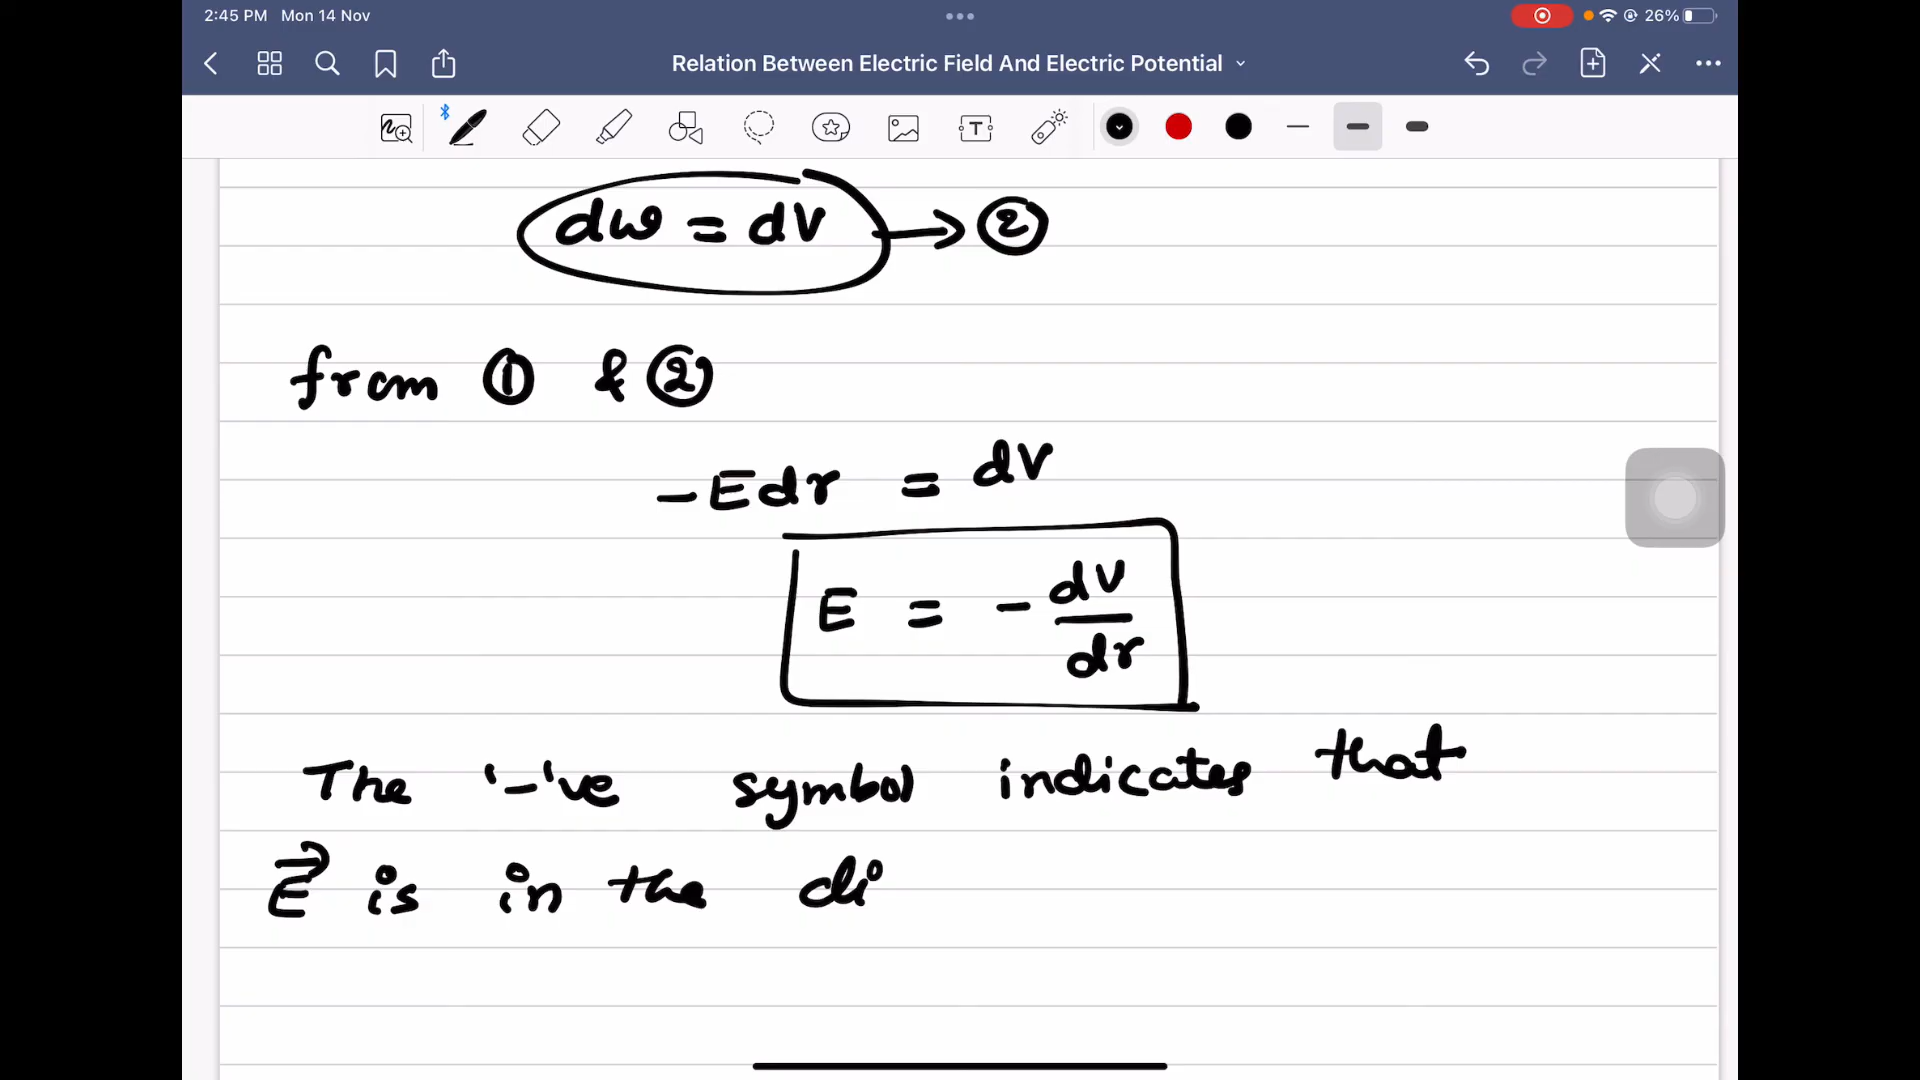 2:45 PM Mon 14 Nov
26%
Relation Between Electric Field And Electric Potential
T
dw = dV → ②
from ① & ②
-Edr = dV
E = - dV/dr
The '-'ve symbol indicates that
E⃗ is in the di